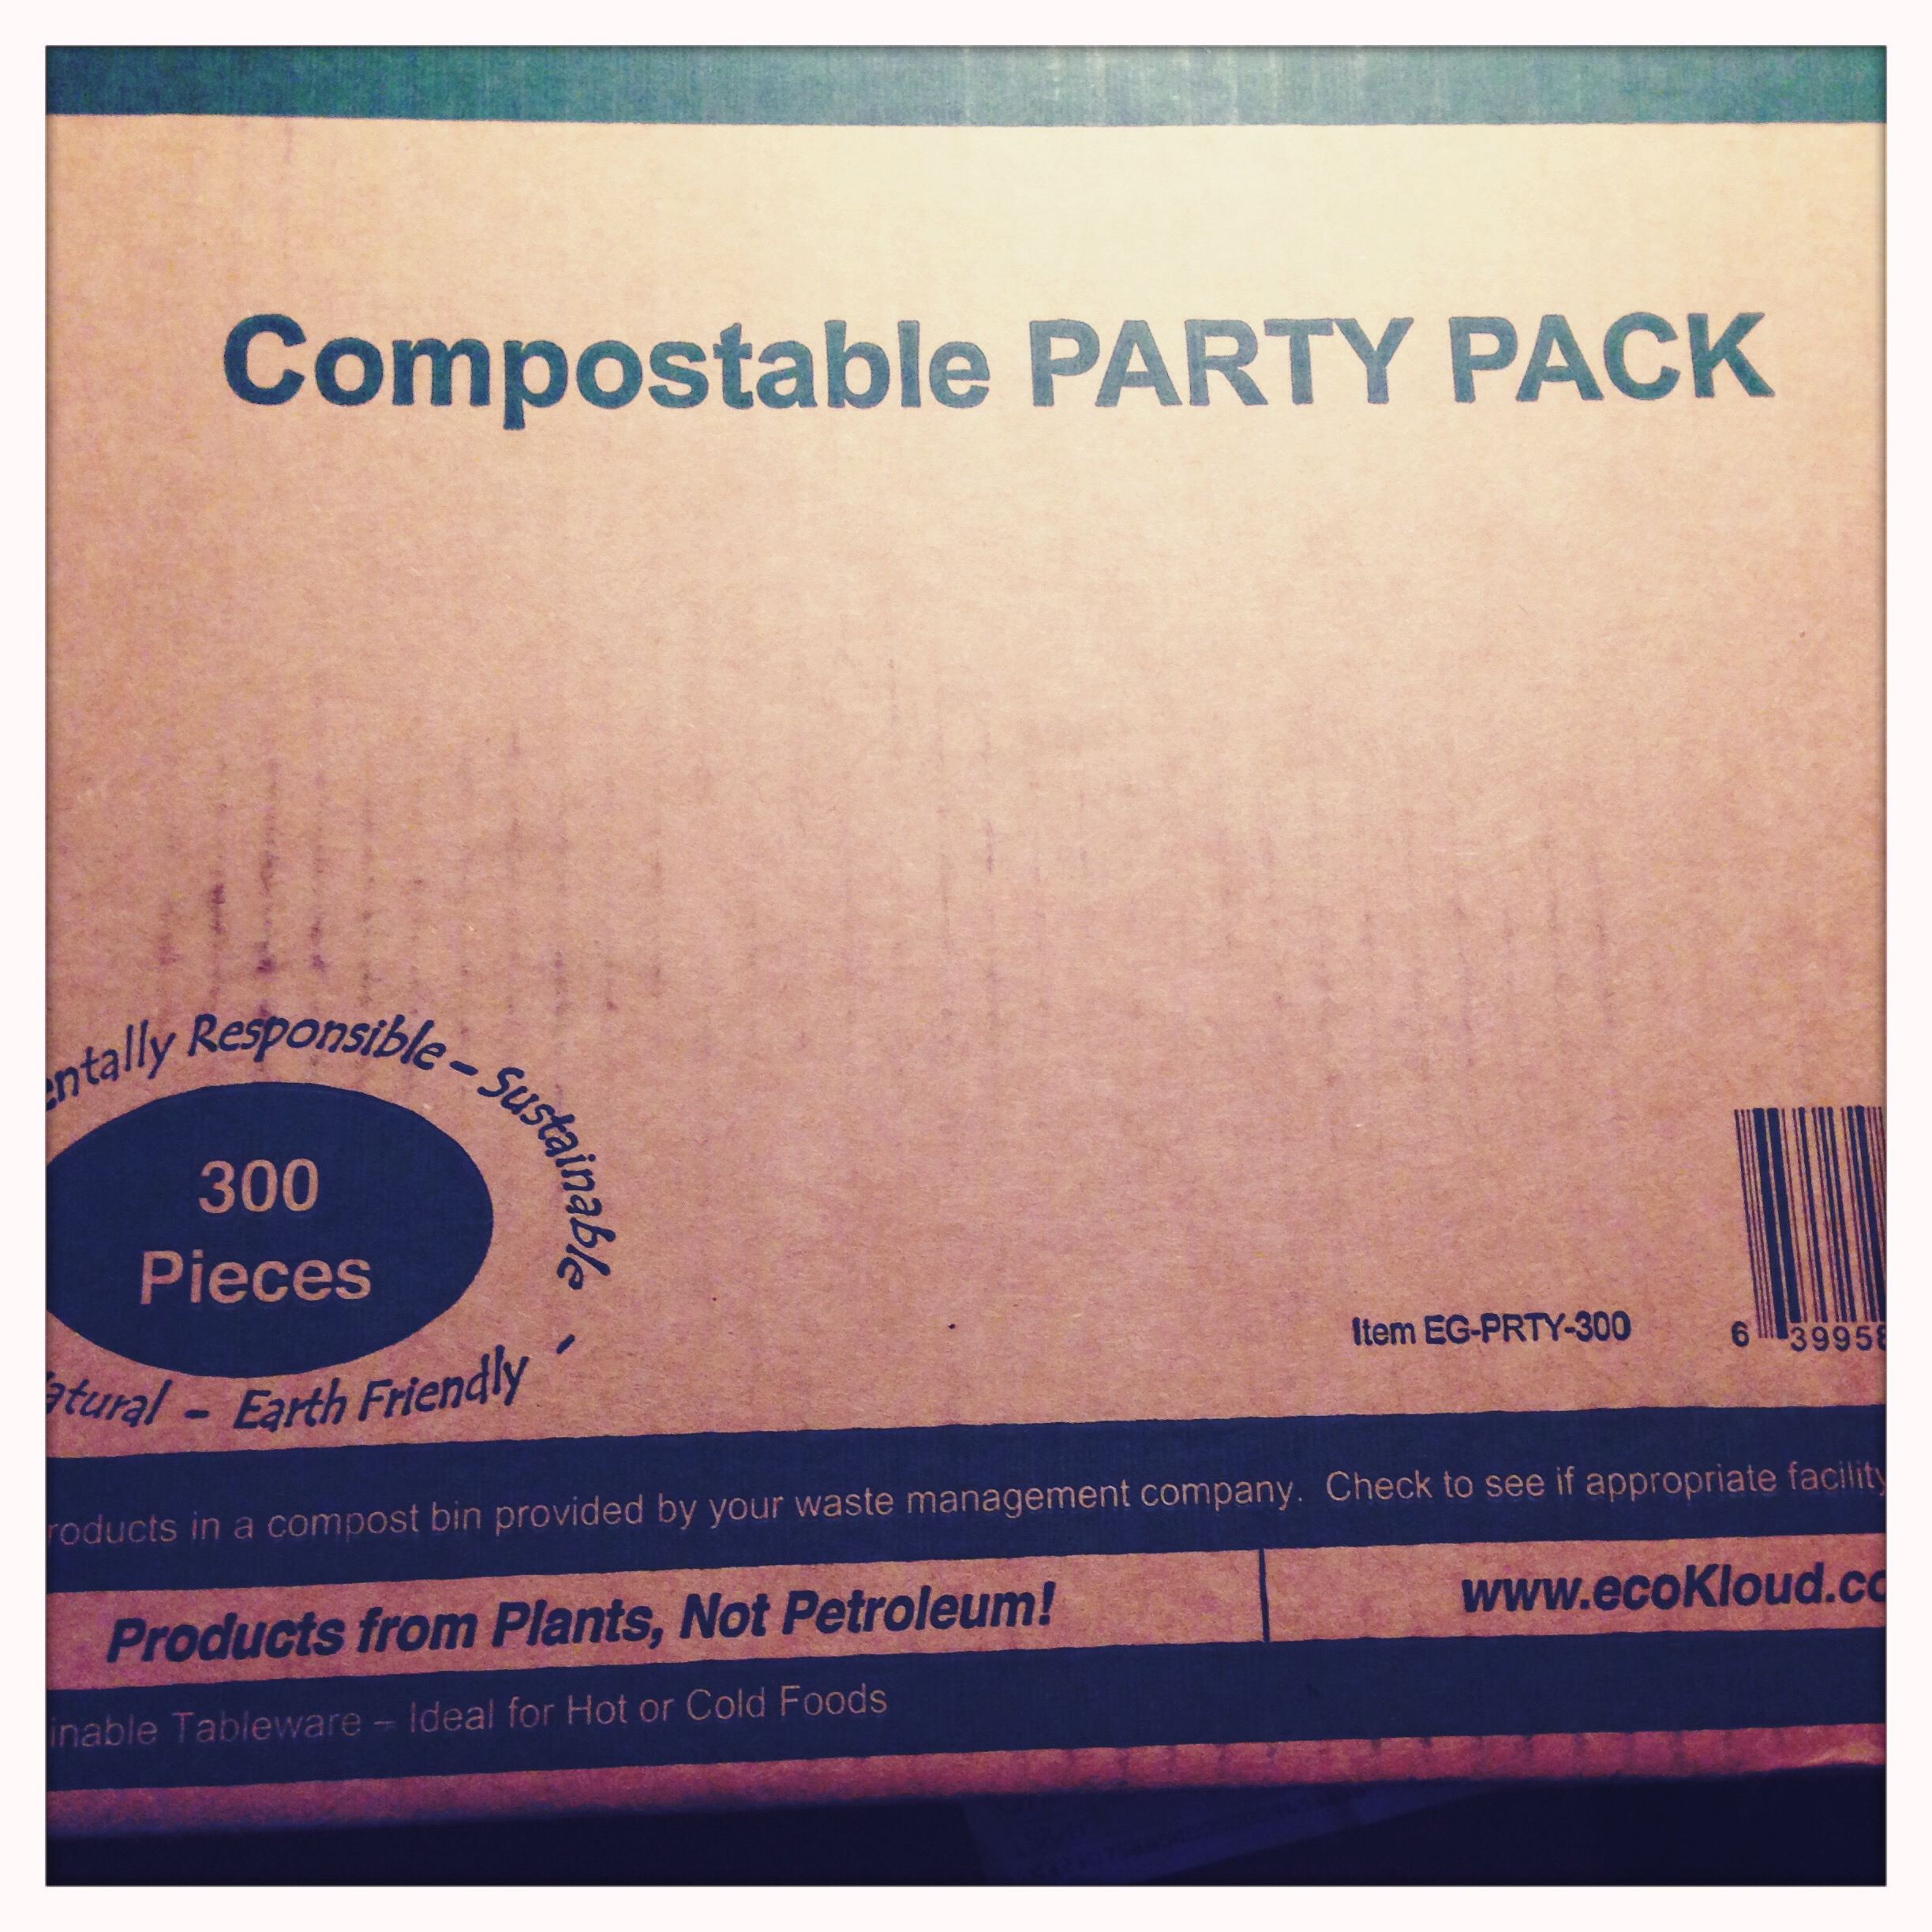 Compostable PARTY PACK
entally Responsible - Sustainable -
300
Pieces
atural - Earth Friendly
Item EG-PRTY-300
6 39958
roducts in a compost bin provided by your waste management company. Check to see if appropriate facility
Products from Plants, Not Petroleum!
www.ecoKloud.co
inable Tableware – Ideal for Hot or Cold Foods